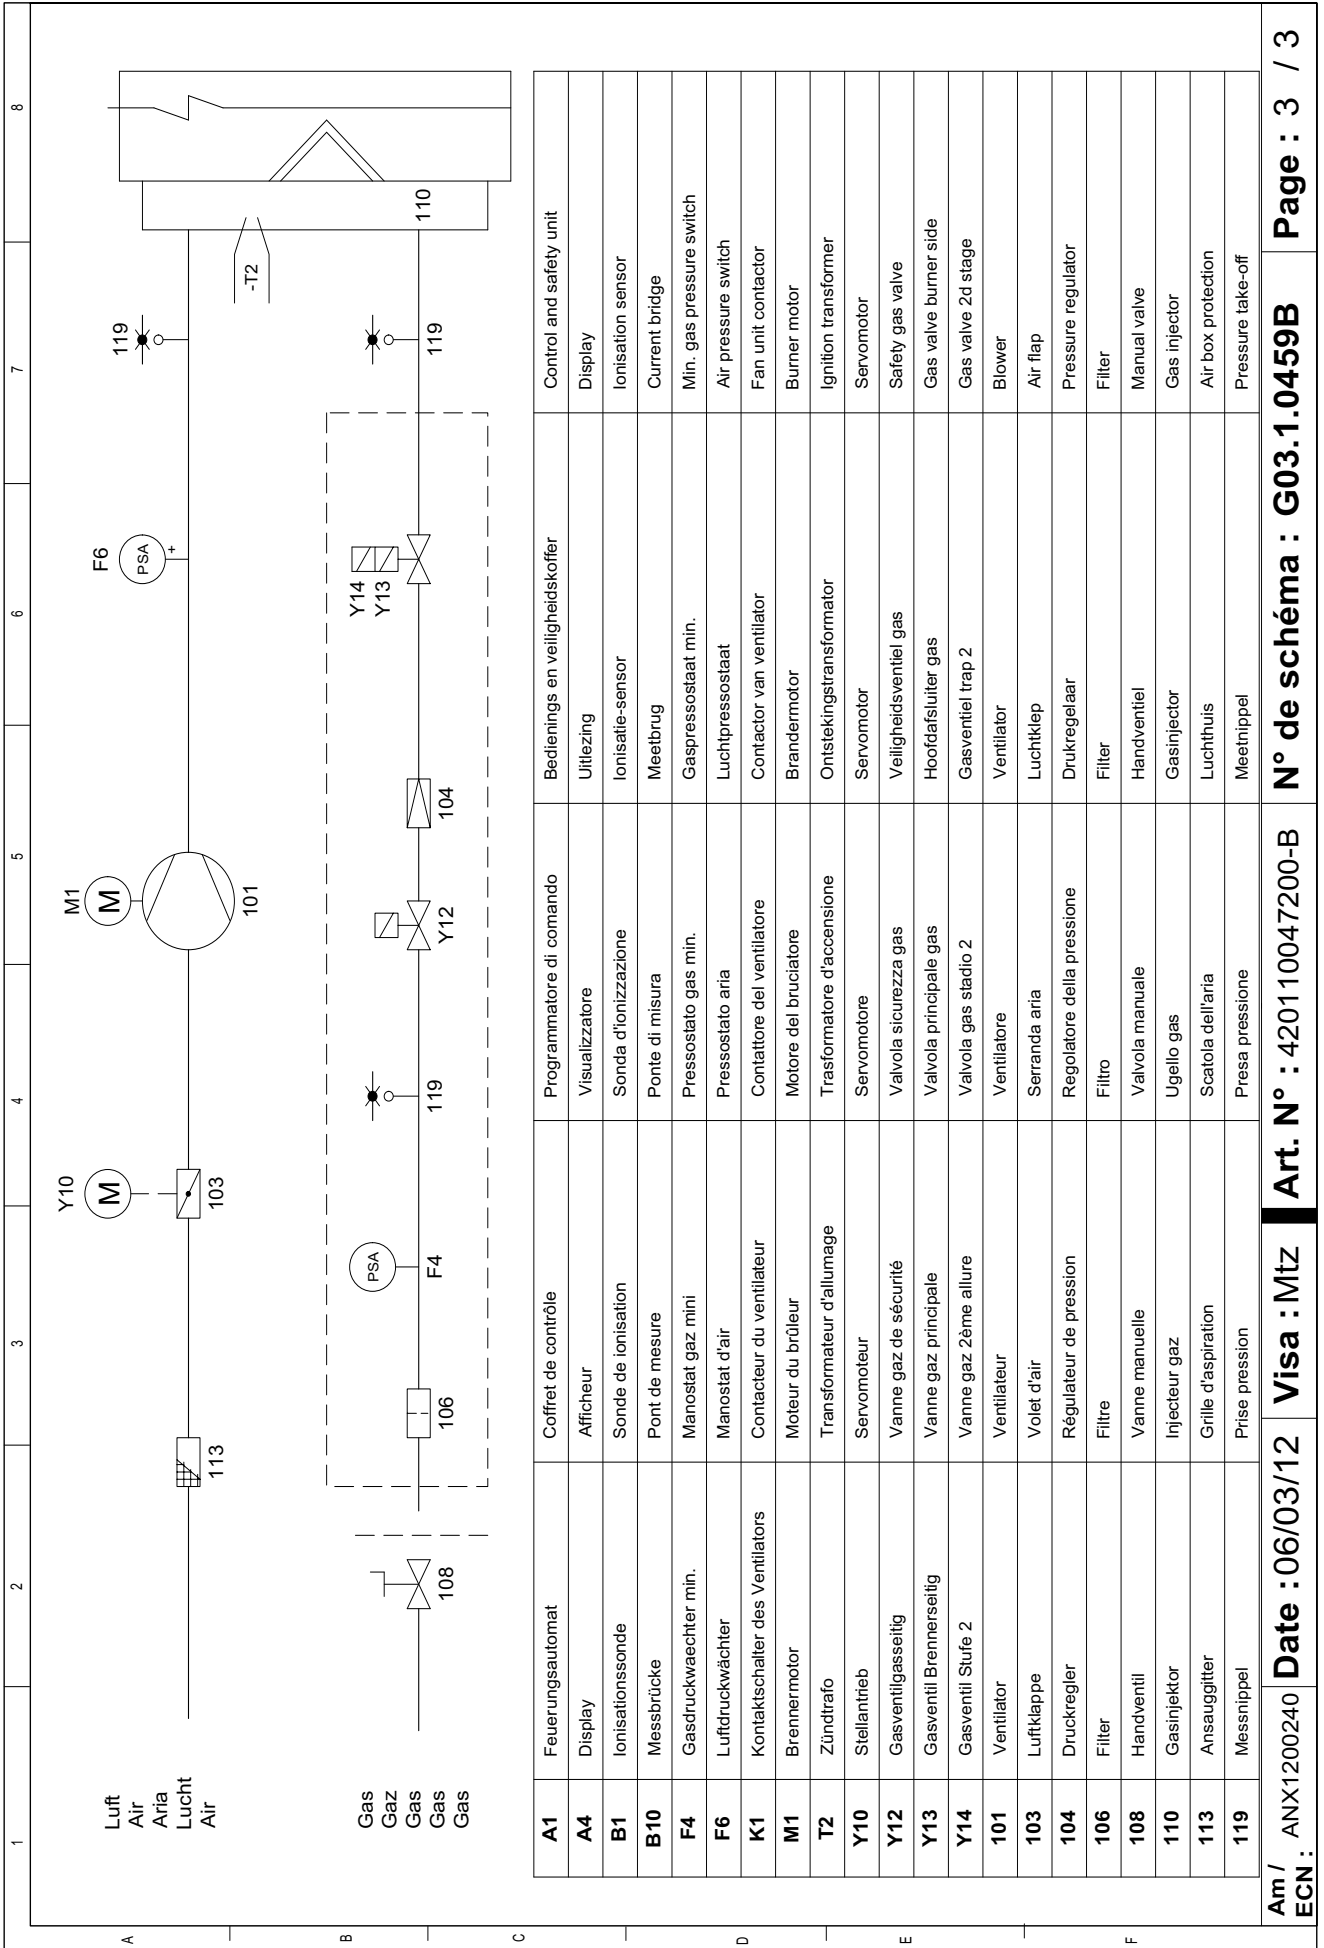 1 2 3 4 5 6 7 8
A
B
C
D
E
F
Luft
Air
Aria
Lucht
Air
113
Y10
M
103
M1
M
101
F6
PSA
+
119
-T2
110
Gas
Gaz
Gas
Gas
Gas
108
106
PSA
F4
119
Y12
104
Y14
Y13
119
A1 Feuerungsautomat Coffret de contrôle Programmatore di comando Bedienings en veiligheidskoffer Control and safety unit
A4 Display Afficheur Visualizzatore Uitlezing Display
B1 Ionisationssonde Sonde de ionisation Sonda d'ionizzazione Ionisatie-sensor Ionisation sensor
B10 Messbrücke Pont de mesure Ponte di misura Meetbrug Current bridge
F4 Gasdruckwaechter min. Manostat gaz mini Pressostato gas min. Gaspressostaat min. Min. gas pressure switch
F6 Luftdruckwächter Manostat d'air Pressostato aria Luchtpressostaat Air pressure switch
K1 Kontaktschalter des Ventilators Contacteur du ventilateur Contattore del ventilatore Contactor van ventilator Fan unit contactor
M1 Brennermotor Moteur du brûleur Motore del bruciatore Brandermotor Burner motor
T2 Zündtrafo Transformateur d'allumage Trasformatore d'accensione Ontstekingstransformator Ignition transformer
Y10 Stellantrieb Servomoteur Servomotore Servomotor Servomotor
Y12 Gasventilgasseitig Vanne gaz de sécurité Valvola sicurezza gas Veiligheidsventiel gas Safety gas valve
Y13 Gasventil Brennerseitig Vanne gaz principale Valvola principale gas Hoofdafsluiter gas Gas valve burner side
Y14 Gasventil Stufe 2 Vanne gaz 2ème allure Valvola gas stadio 2 Gasventiel trap 2 Gas valve 2d stage
101 Ventilator Ventilateur Ventilatore Ventilator Blower
103 Luftklappe Volet d'air Serranda aria Luchtklep Air flap
104 Druckregler Régulateur de pression Regolatore della pressione Drukregelaar Pressure regulator
106 Filter Filtre Filtro Filter Filter
108 Handventil Vanne manuelle Valvola manuale Handventiel Manual valve
110 Gasinjektor Injecteur gaz Ugello gas Gasinjector Gas injector
113 Ansauggitter Grille d'aspiration Scatola dell'aria Luchthuis Air box protection
119 Messnippel Prise pression Presa pressione Meetnippel Pressure take-off
Am / ECN : ANX1200240 Date : 06/03/12 Visa : Mtz Art. N° : 420110047200-B N° de schéma : G03.1.0459B Page : 3 / 3